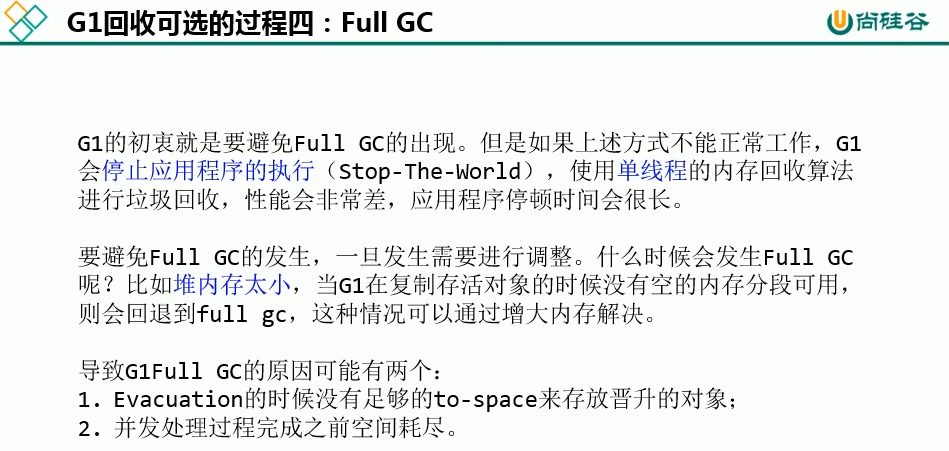 G1回收可选的过程四：Full GC
尚硅谷
G1的初衷就是要避免Full GC的出现。但是如果上述方式不能正常工作，G1
会停止应用程序的执行（Stop-The-World），使用单线程的内存回收算法
进行垃圾回收，性能会非常差，应用程序停顿时间会很长。
要避免Full GC的发生，一旦发生需要进行调整。什么时候会发生Full GC
呢？比如堆内存太小，当G1在复制存活对象的时候没有空的内存分段可用，
则会回退到full gc，这种情况可以通过增大内存解决。
导致G1Full GC的原因可能有两个：
1. Evacuation的时候没有足够的to-space来存放晋升的对象；
2. 并发处理过程完成之前空间耗尽。